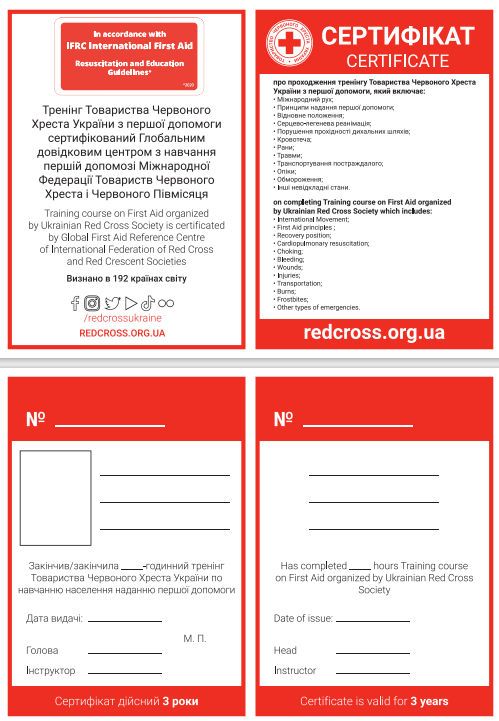 In accordance with
IFRC International First Aid
Resuscitation and Education
Guidelines*
*2020
Тренінг Товариства Червоного
Хреста України з першої допомоги
сертифікований Глобальним
довідковим центром з навчання
першій допомозі Міжнародної
Федерації Товариств Червоного
Хреста і Червоного Півмісяця
Training course on First Aid organized
by Ukrainian Red Cross Society is certificated
by Global First Aid Reference Centre
of International Federation of Red Cross
and Red Crescent Societies
Визнано в 192 країнах світу
/redcrossukraine
REDCROSS.ORG.UA
СЕРТИФІКАТ
CERTIFICATE
про проходження тренінгу Товариства Червоного Хреста
України з першої допомоги, який включає:
• Міжнародний рух;
• Принципи надання першої допомоги;
• Відновне положення;
• Серцево-легенева реанімація;
• Порушення прохідності дихальних шляхів;
• Кровотеча;
• Рани;
• Травми;
• Транспортування постраждалого;
• Опіки;
• Обмороження;
• Інші невідкладні стани.
on completing Training course on First Aid organized
by Ukrainian Red Cross Society which includes:
• International Movement;
• First Aid principles ;
• Recovery position;
• Cardiopulmonary resuscitation;
• Choking;
• Bleeding;
• Wounds;
• Injuries;
• Transportation;
• Burns;
• Frostbites;
• Other types of emergencies.
redcross.org.ua
№ ____
Закінчив/закінчила ____-годинний тренінг
Товариства Червоного Хреста України по
навчанню населення наданню першої допомоги
Дата видачі: ____
М. П.
Голова ____
Інструктор ____
Сертифікат дійсний 3 роки
№ ____
Has completed ____ hours Training course
on First Aid organized by Ukrainian Red Cross
Society
Date of issue: ____
Head ____
Instructor ____
Certificate is valid for 3 years